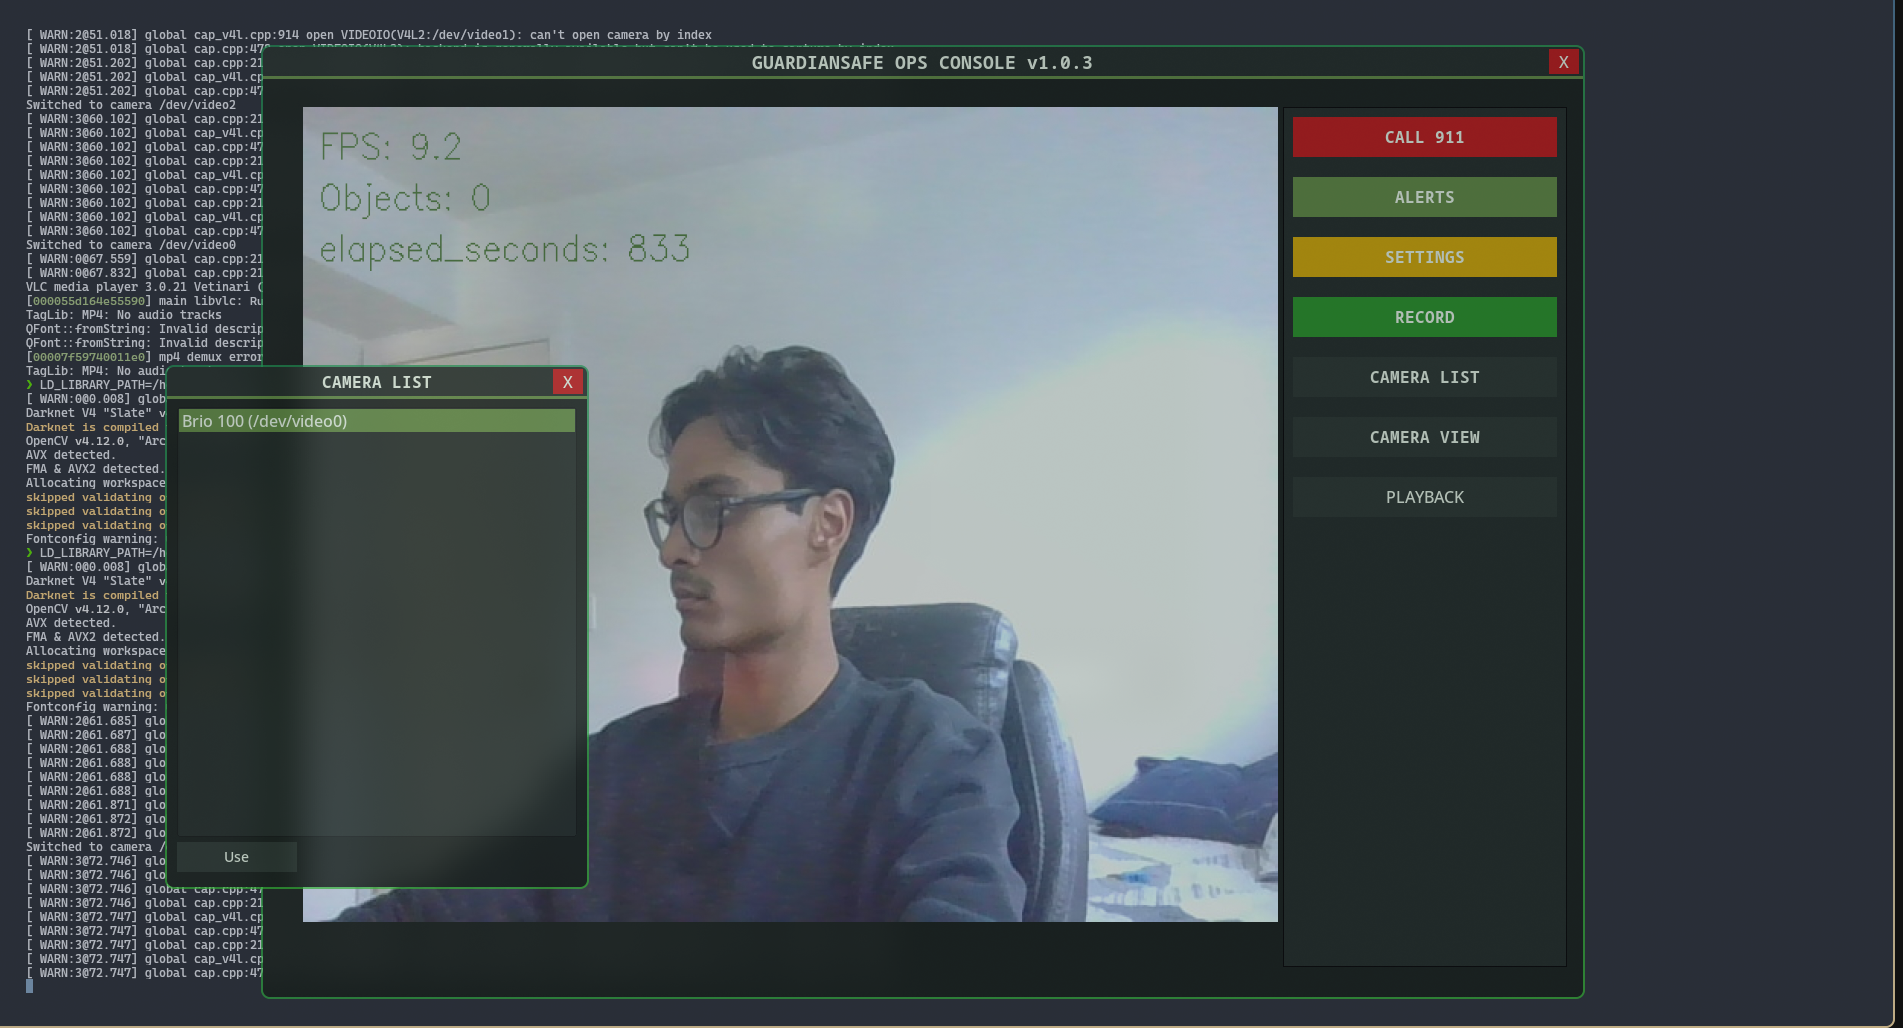 [ WARN:2@51.018] global cap_v4l.cpp:914 open VIDEOIO(V4L2:/dev/video1): can't open camera by index
[ WARN:2@51.018] global cap.cpp:478 open VIDEOIO(V4L2): backend is generally available but can't be used to capture by index
[ WARN:2@51.202] global cap.cpp:21
[ WARN:2@51.202] global cap_v4l.cp
[ WARN:2@51.202] global cap.cpp:47
Switched to camera /dev/video2
[ WARN:3@60.102] global cap.cpp:21
[ WARN:3@60.102] global cap_v4l.cp
[ WARN:3@60.102] global cap.cpp:47
[ WARN:3@60.102] global cap.cpp:21
[ WARN:3@60.102] global cap_v4l.cp
[ WARN:3@60.102] global cap.cpp:47
[ WARN:3@60.102] global cap.cpp:21
[ WARN:3@60.102] global cap_v4l.cp
[ WARN:3@60.102] global cap.cpp:47
Switched to camera /dev/video0
[ WARN:0@67.559] global cap.cpp:21
[ WARN:0@67.832] global cap.cpp:21
VLC media player 3.0.21 Vetinari (
[000055d164e55590] main libvlc: Ru
TagLib: MP4: No audio tracks
QFont::fromString: Invalid descrip
QFont::fromString: Invalid descrip
[00007f59740011e0] mp4 demux error
TagLib: MP4: No audi
❯ LD_LIBRARY_PATH=/h
[ WARN:0@0.008] glob
Darknet V4 "Slate" v
Darknet is compiled
OpenCV v4.12.0, "Arc
AVX detected.
FMA & AVX2 detected.
Allocating workspace
skipped validating o
skipped validating o
skipped validating o
Fontconfig warning:
❯ LD_LIBRARY_PATH=/h
[ WARN:0@0.008] glob
Darknet V4 "Slate" v
Darknet is compiled
OpenCV v4.12.0, "Arc
AVX detected.
FMA & AVX2 detected.
Allocating workspace
skipped validating o
skipped validating o
skipped validating o
Fontconfig warning:
[ WARN:2@61.685] glo
[ WARN:2@61.687] glo
[ WARN:2@61.688] glo
[ WARN:2@61.688] glo
[ WARN:2@61.688] glo
[ WARN:2@61.688] glo
[ WARN:2@61.871] glo
[ WARN:2@61.872] glo
[ WARN:2@61.872] glo
Switched to camera /
[ WARN:3@72.746] glo
[ WARN:3@72.746] glo
[ WARN:3@72.746] global cap.cpp:47
[ WARN:3@72.746] global cap.cpp:21
[ WARN:3@72.747] global cap_v4l.cp
[ WARN:3@72.747] global cap.cpp:47
[ WARN:3@72.747] global cap.cpp:21
[ WARN:3@72.747] global cap_v4l.cp
[ WARN:3@72.747] global cap.cpp:47
GUARDIANSAFE OPS CONSOLE v1.0.3
X
FPS: 9.2
Objects: 0
elapsed_seconds: 833
CALL 911
ALERTS
SETTINGS
RECORD
CAMERA LIST
CAMERA VIEW
PLAYBACK
CAMERA LIST
X
Brio 100 (/dev/video0)
Use